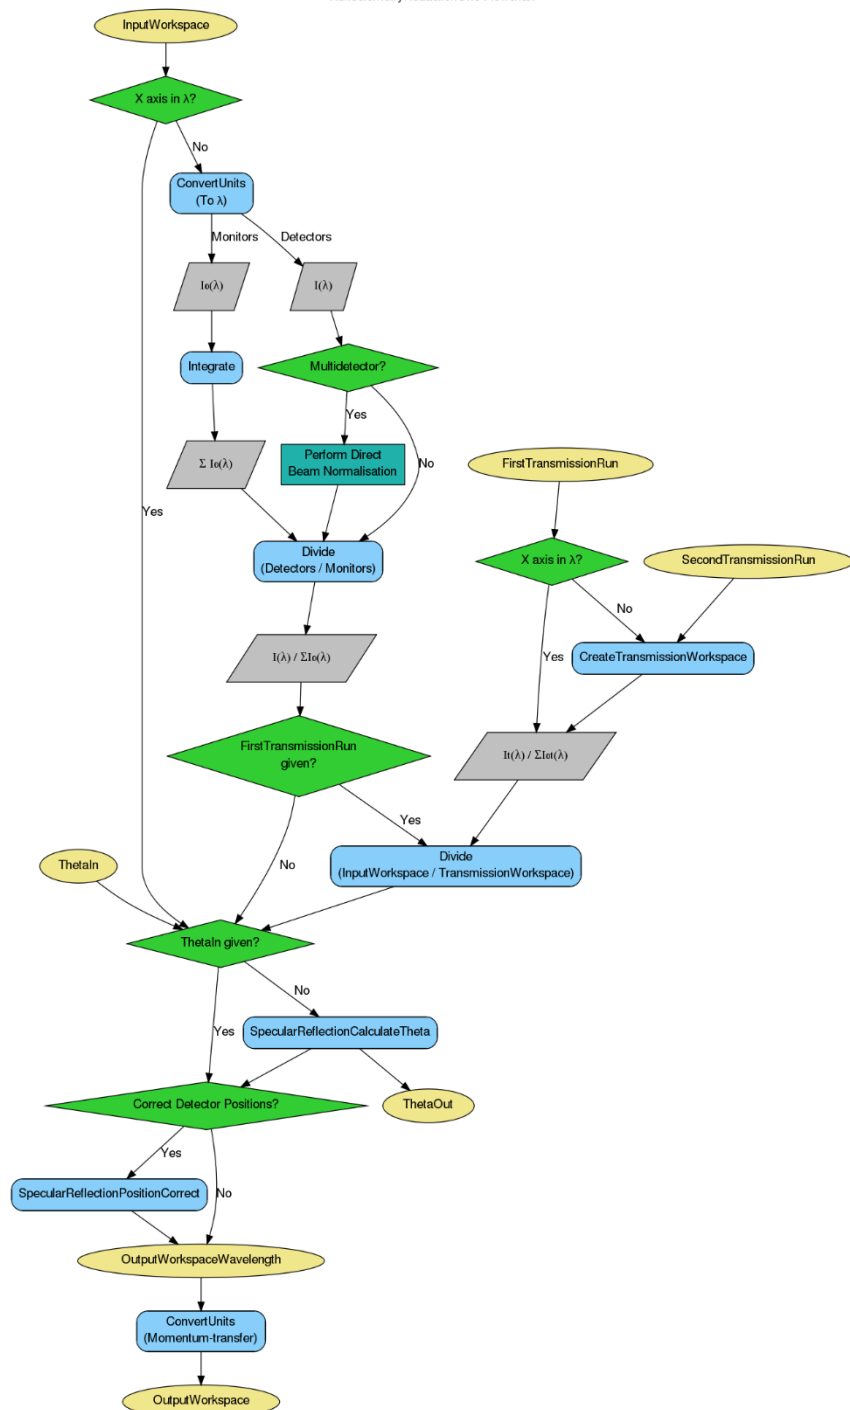 InputWorkspace
X axis in λ?
No
ConvertUnits
(To λ)
Monitors
Detectors
I₀(λ)
I(λ)
Integrate
Multidetector?
Yes
Σ I₀(λ)
Perform Direct
Beam Normalisation
No
FirstTransmissionRun
Yes
Divide
(Detectors / Monitors)
X axis in λ?
SecondTransmissionRun
No
I(λ) / ΣI₀(λ)
Yes
CreateTransmissionWorkspace
FirstTransmissionRun
given?
It(λ) / ΣI₀t(λ)
Yes
ThetaIn
No
Divide
(InputWorkspace / TransmissionWorkspace)
ThetaIn given?
No
Yes
SpecularReflectionCalculateTheta
Correct Detector Positions?
ThetaOut
Yes
SpecularReflectionPositionCorrect
No
OutputWorkspaceWavelength
ConvertUnits
(Momentum-transfer)
OutputWorkspace